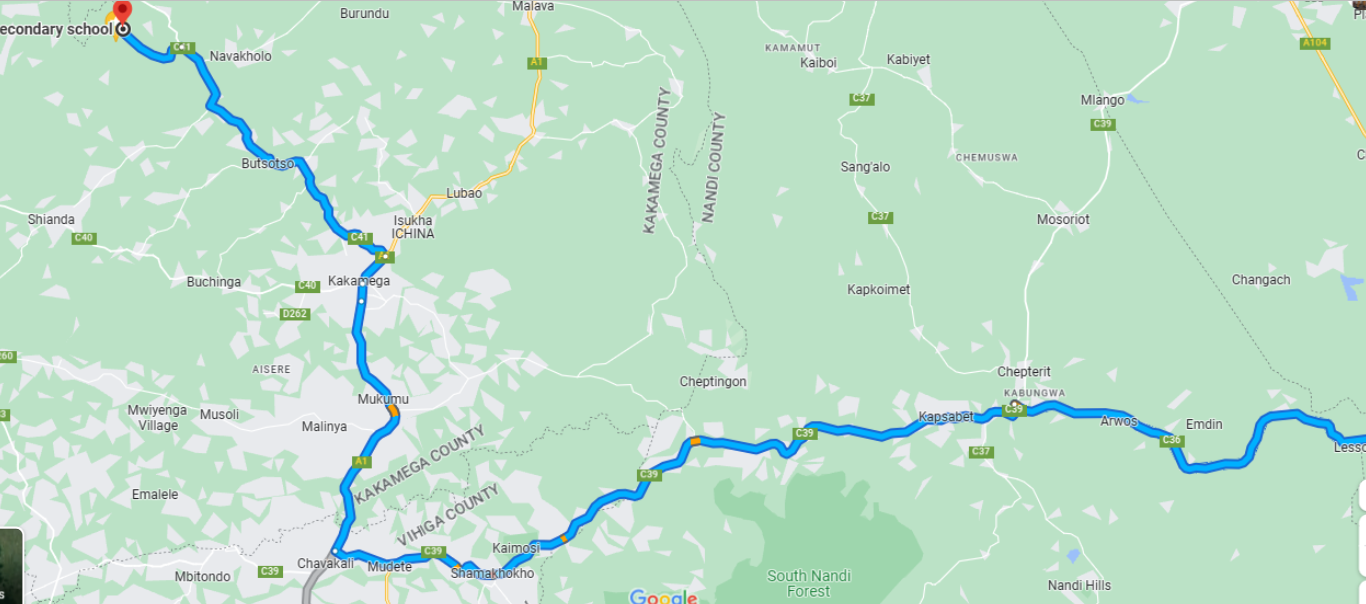 Burundu
Malava
econdary school
C41
Navakholo
A1
KAMAMUT
Kaiboi
Kabiyet
A104
C37
Mlango
C39
KAKAMEGA COUNTY
NANDI COUNTY
Butsotso
CHEMUSWA
Sang'alo
Lubao
Shianda
Isukha
ICHINA
C37
Mosoriot
C40
C41
Buchinga
C40
Kakamega
Kapkoimet
Changach
D262
AISERE
Cheptingon
Chepterit
KABUNGWA
Mukumu
Mwiyenga
Village
Musoli
Malinya
C39
Kapsabet
Arwos
Emdin
C39
C36
Lesso
C37
A1
KAKAMEGA COUNTY
C39
Emalele
VIHIGA COUNTY
Kaimosi
C39
Chavakali
Mudete
Shamakhokho
Mbitondo
C39
South Nandi
Forest
Nandi Hills
Google